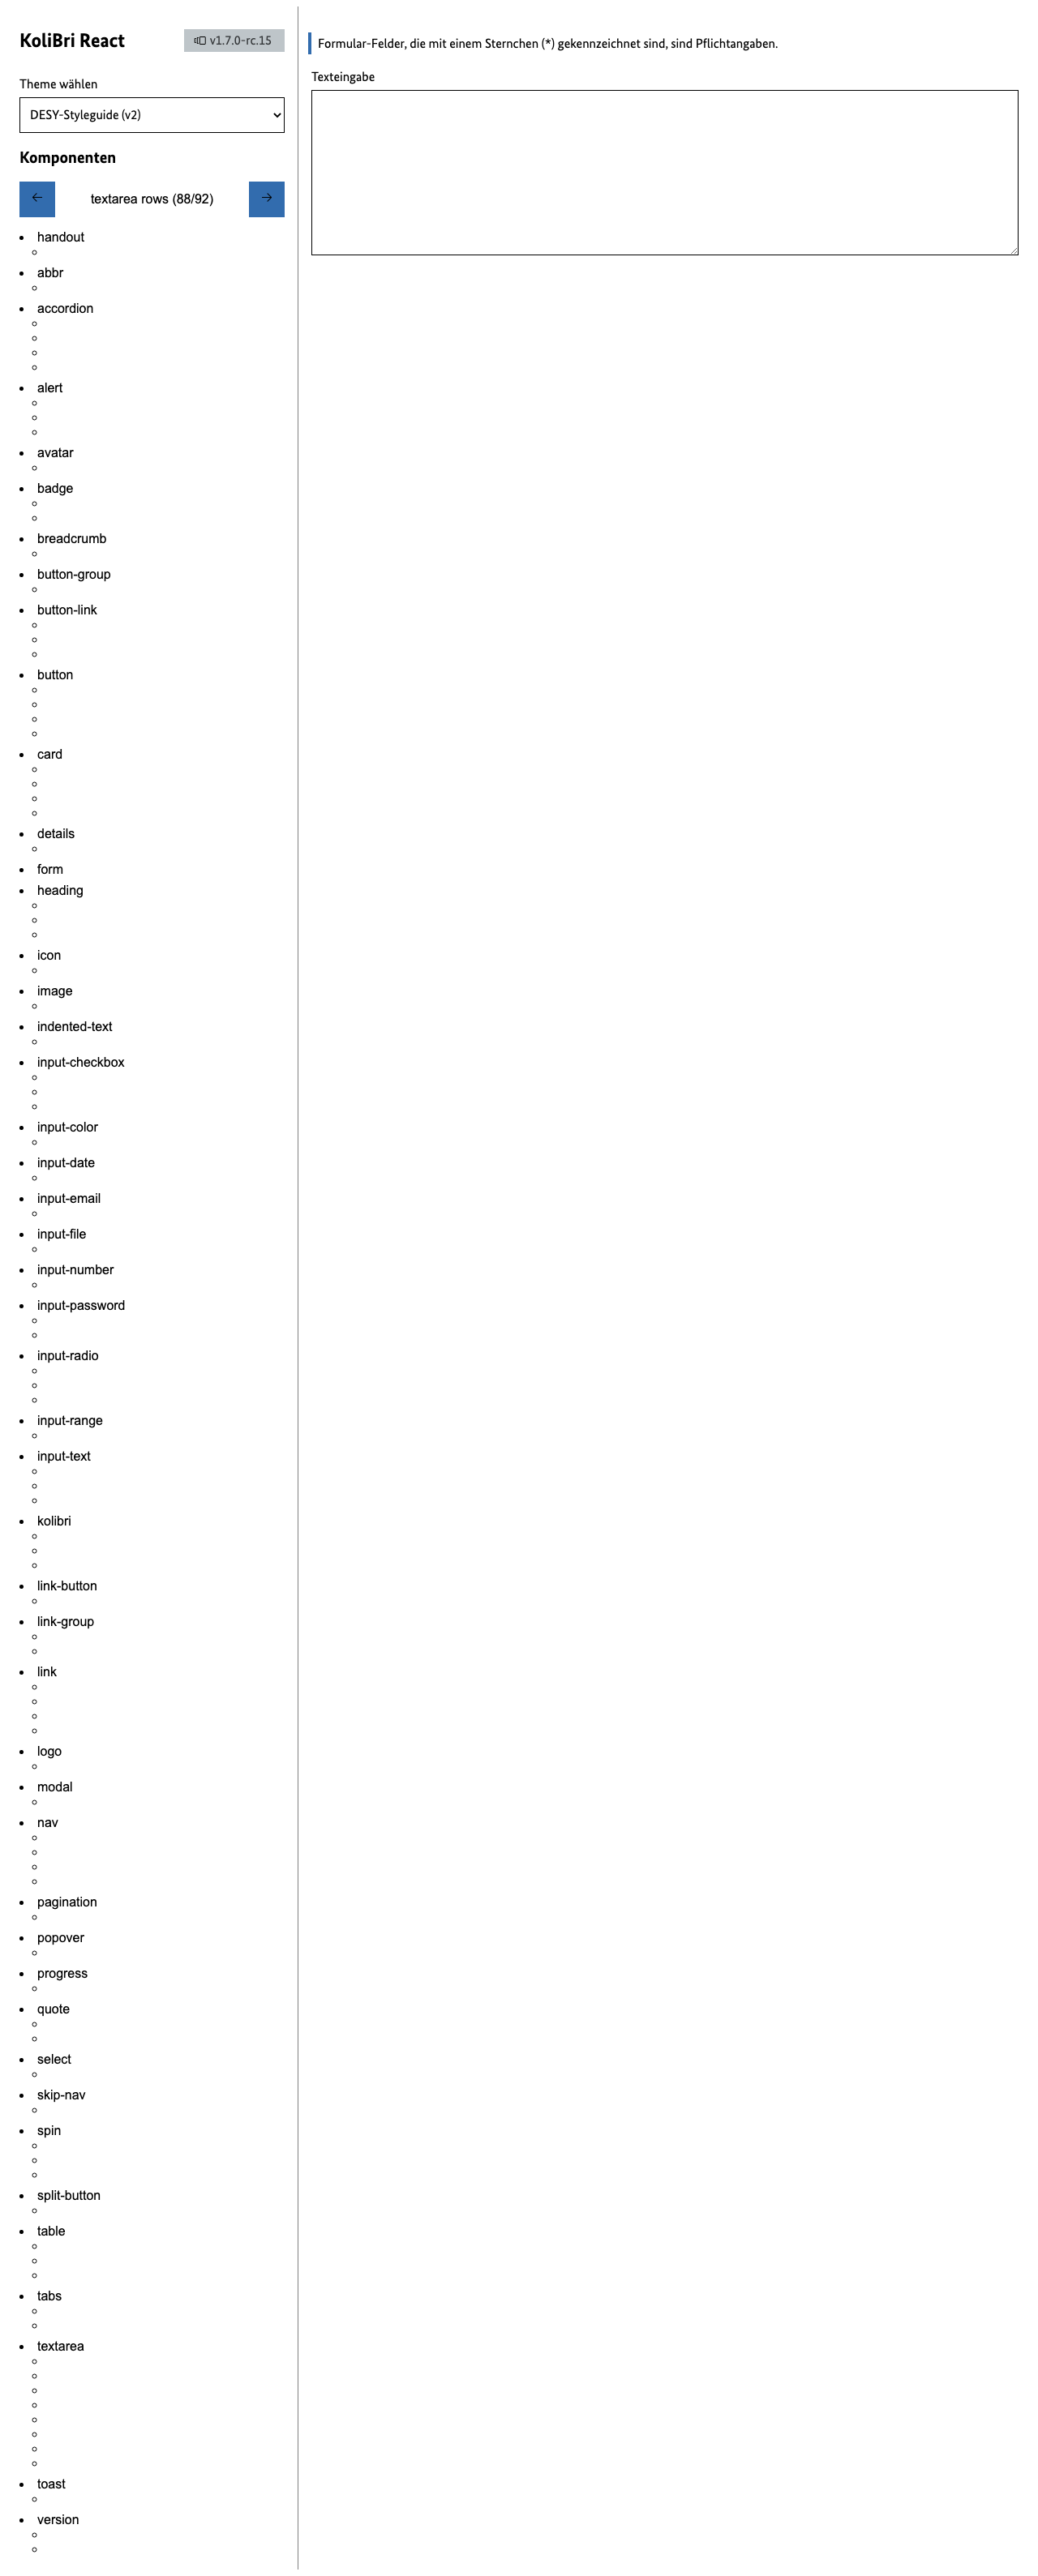 KoliBri React
v1.7.0-rc.15
Theme wählen
DESY-Styleguide (v2)
Komponenten
textarea rows (88/92)
handout
abbr
accordion
alert
avatar
badge
breadcrumb
button-group
button-link
button
card
details
form
heading
icon
image
indented-text
input-checkbox
input-color
input-date
input-email
input-file
input-number
input-password
input-radio
input-range
input-text
kolibri
link-button
link-group
link
logo
modal
nav
pagination
popover
progress
quote
select
skip-nav
spin
split-button
table
tabs
textarea
toast
version
Formular-Felder, die mit einem Sternchen (*) gekennzeichnet sind, sind Pflichtangaben.
Texteingabe